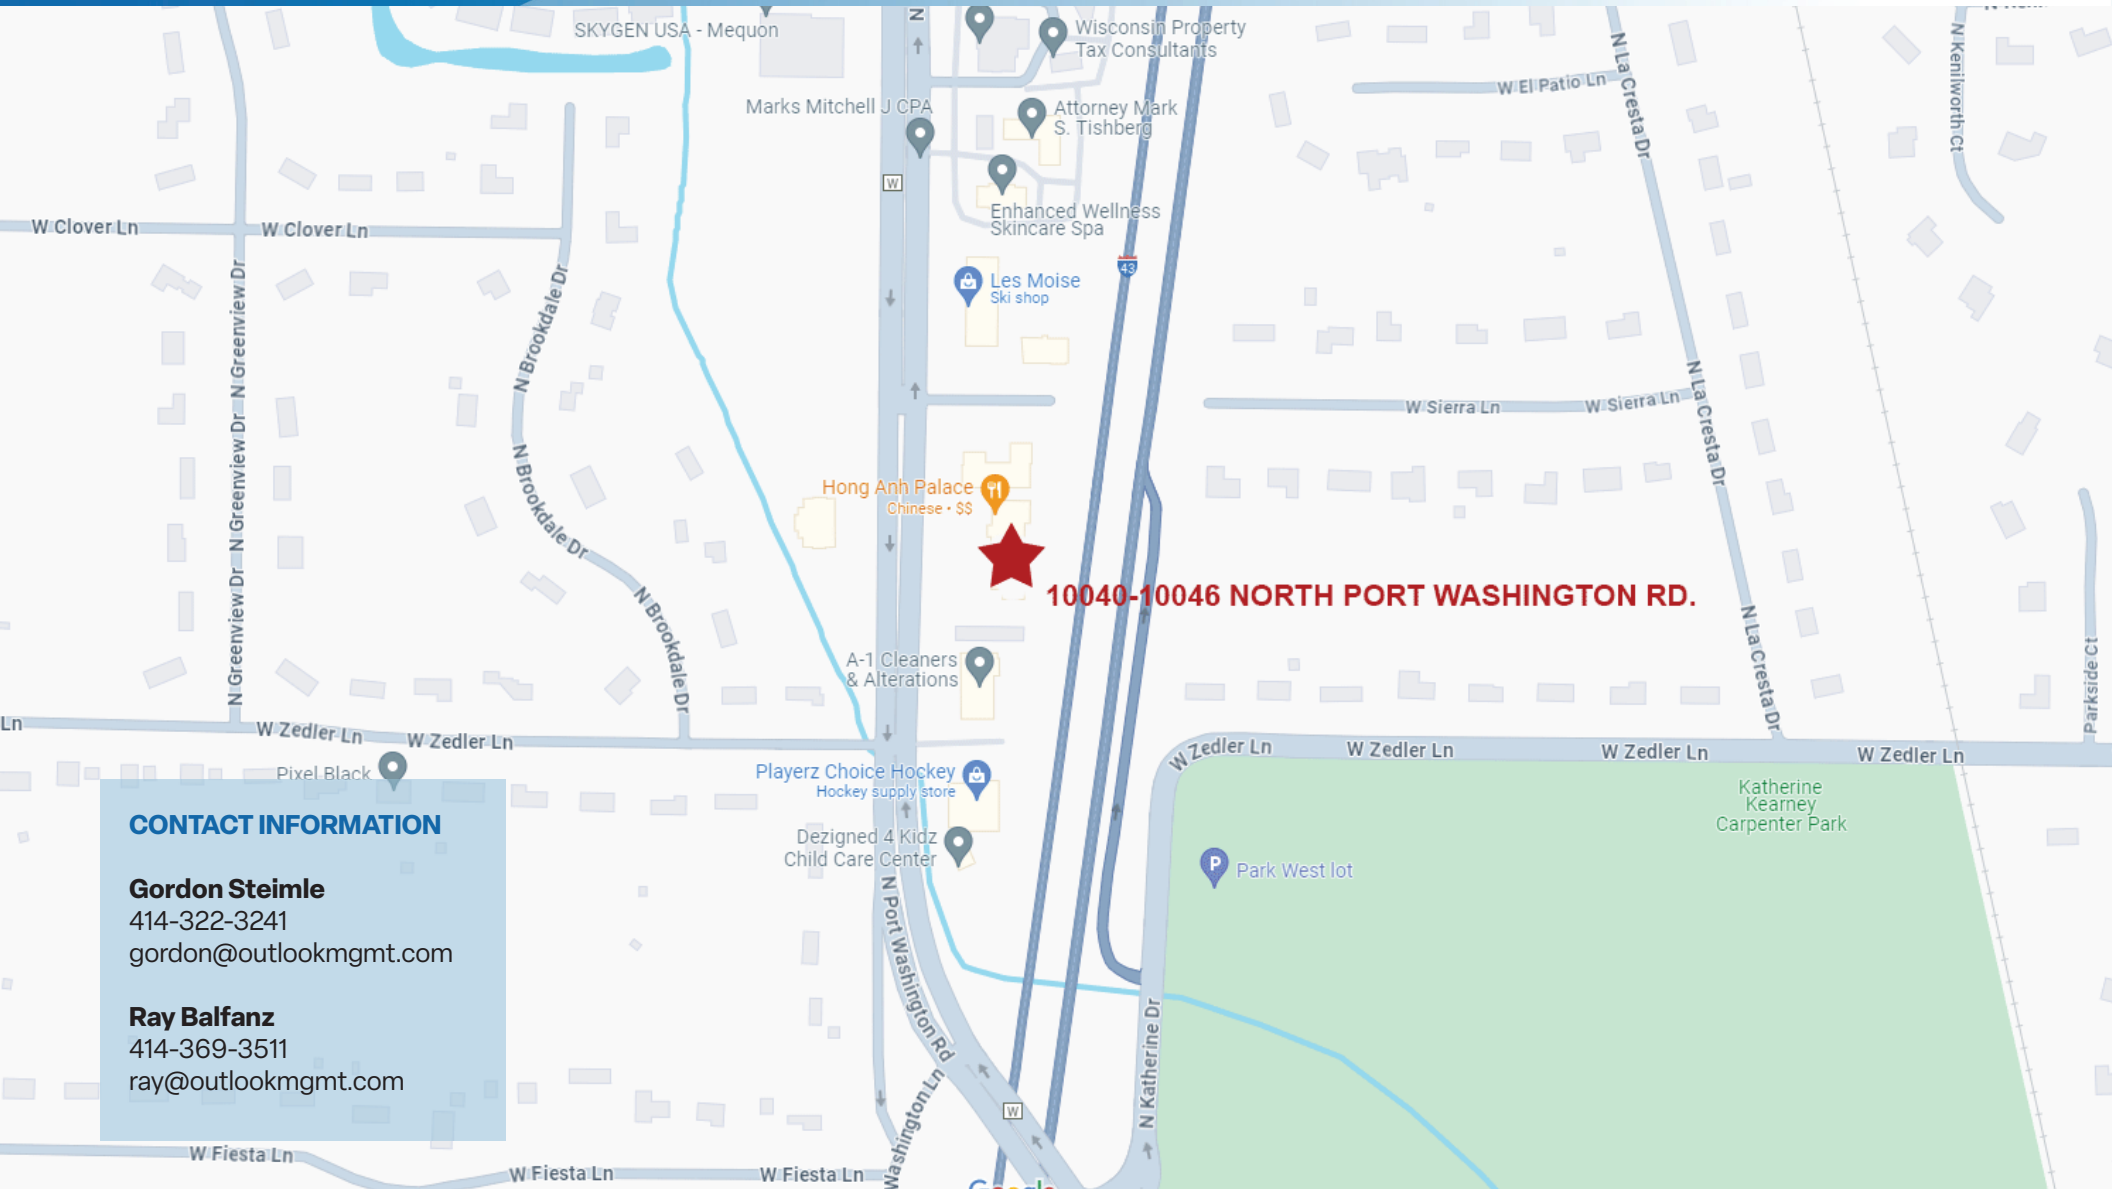 SKYGEN USA - Mequon
N
Wisconsin Property
Tax Consultants
W El Patio Ln
N La Cresta Dr
N Kenilworth Ct
Marks Mitchell J CPA
Attorney Mark
S. Tishberg
W
Enhanced Wellness
Skincare Spa
W Clover Ln
W Clover Ln
43
Les Moise
Ski shop
N Greenview Dr
N Brookdale Dr
N Greenview Dr
N Greenview Dr
N Brookdale Dr
W Sierra Ln
W Sierra Ln
N La Cresta Dr
Hong Anh Palace
Chinese • $$
10040-10046 NORTH PORT WASHINGTON RD.
N Greenview Dr
N Brookdale Dr
N La Cresta Dr
Parkside Ct
A-1 Cleaners
& Alterations
Ln
W Zedler Ln
W Zedler Ln
W Zedler Ln
W Zedler Ln
W Zedler Ln
W Zedler Ln
Pixel Black
Playerz Choice Hockey
Hockey supply store
Katherine
Kearney
Carpenter Park
Dezigned 4 Kidz
Child Care Center
P
Park West lot
CONTACT INFORMATION
Gordon Steimle
414-322-3241
gordon@outlookmgmt.com
Ray Balfanz
414-369-3511
ray@outlookmgmt.com
N Port Washington Rd
N Katherine Dr
Washington Ln
W
W Fiesta Ln
W Fiesta Ln
W Fiesta Ln
Google